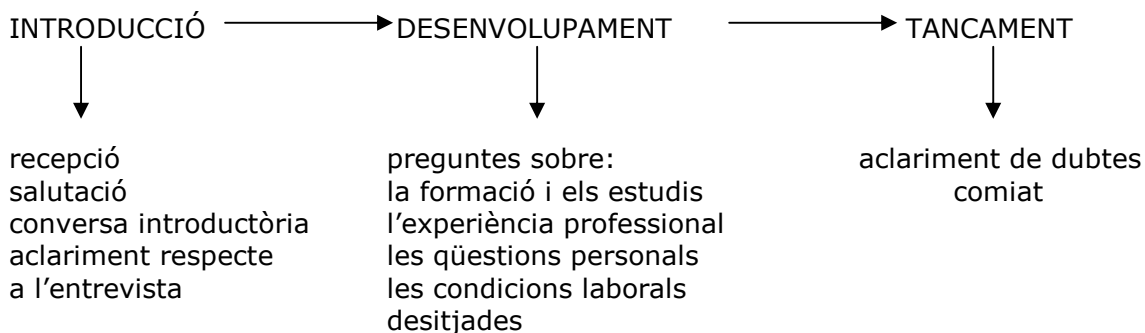 INTRODUCCIÓ
DESENVOLUPAMENT
TANCAMENT
recepció
salutació
conversa introductòria
aclariment respecte
a l'entrevista
preguntes sobre:
la formació i els estudis
l'experiència professional
les qüestions personals
les condicions laborals
desitjades
aclariment de dubtes
comiat